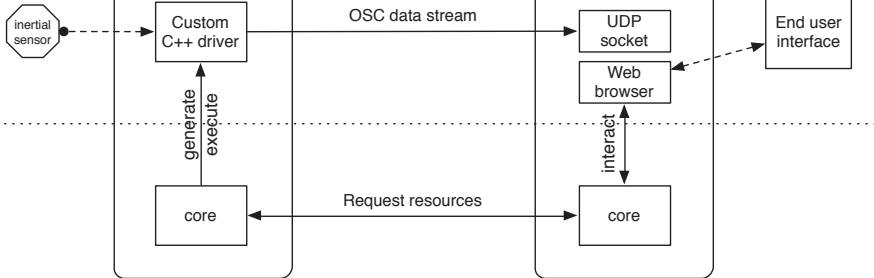 inertial
sensor
Custom
C++ driver
OSC data stream
UDP
socket
End user
interface
Web
browser
generate
execute
interact
core
Request resources
core